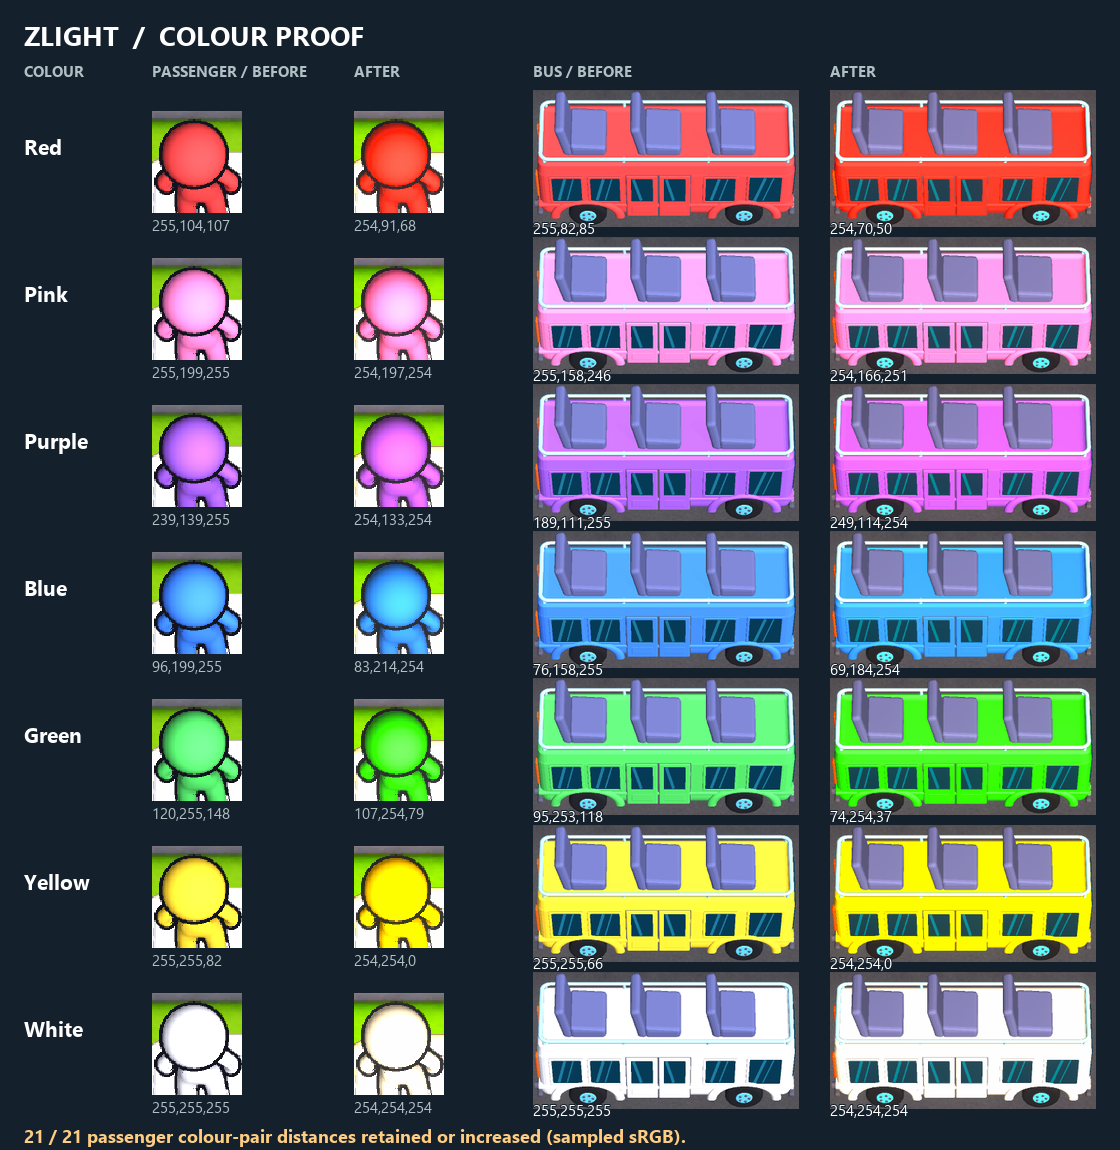 ZLIGHT / COLOUR PROOF
COLOUR PASSENGER / BEFORE AFTER BUS / BEFORE AFTER
Red
255,104,107 254,91,68 255,82,85 254,70,50
Pink
255,199,255 254,197,254 255,158,246 254,166,251
Purple
239,139,255 254,133,254 189,111,255 249,114,254
Blue
96,199,255 83,214,254 76,158,255 69,184,254
Green
120,255,148 107,254,79 95,253,118 74,254,37
Yellow
255,255,82 254,254,0 255,255,66 254,254,0
White
255,255,255 254,254,254 255,255,255 254,254,254
21 / 21 passenger colour-pair distances retained or increased (sampled sRGB).